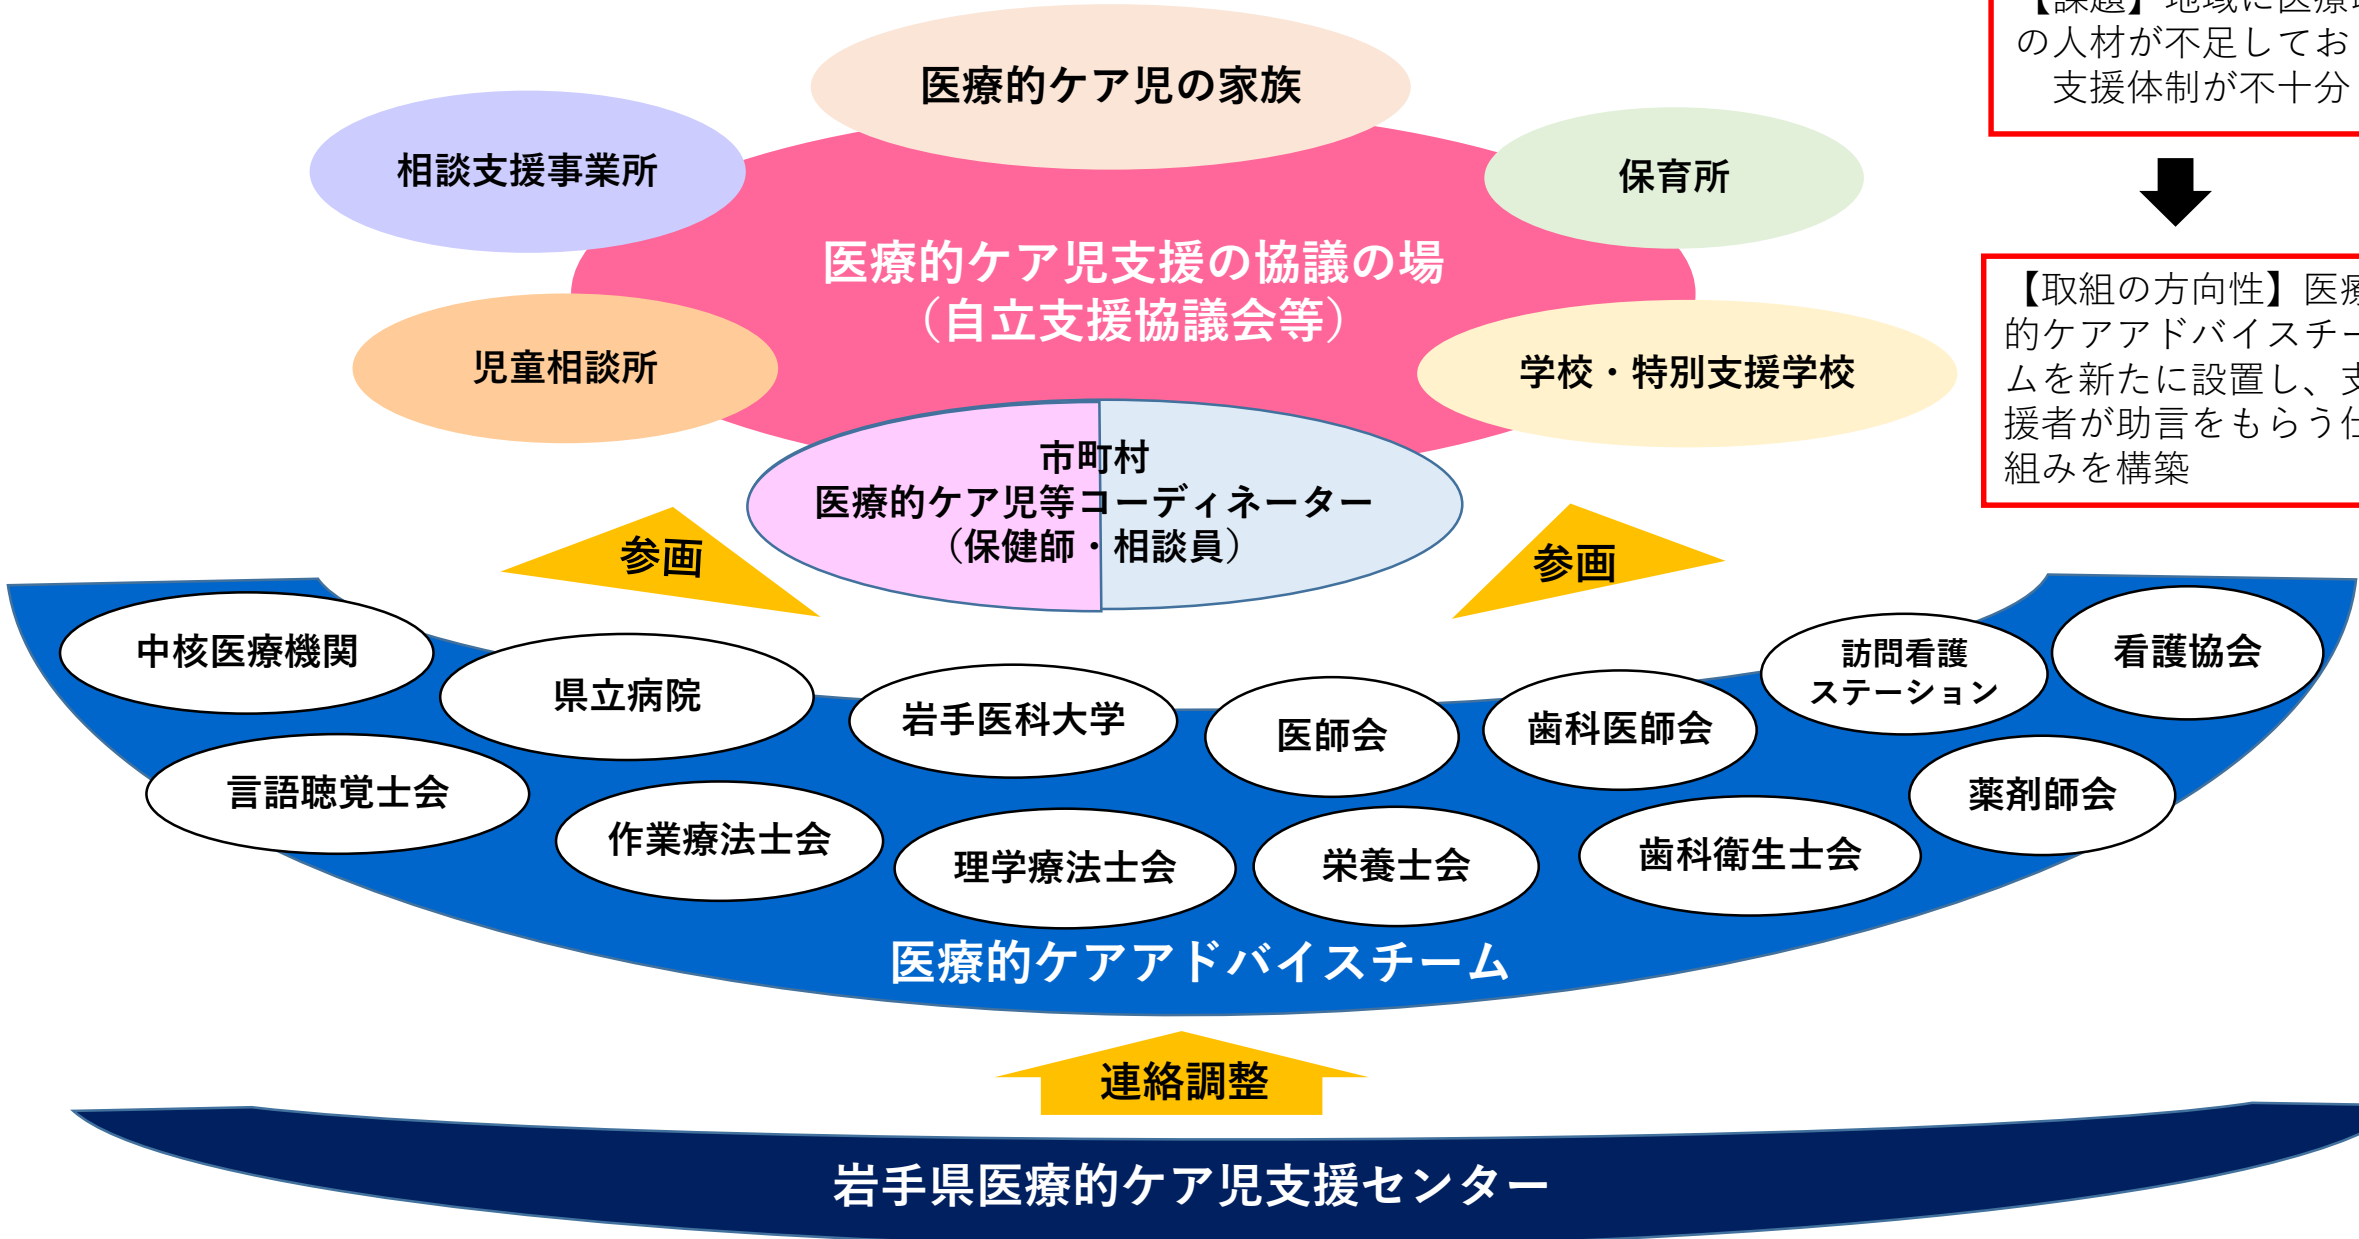 医療的ケア児の家族
相談支援事業所
保育所
医療的ケア児支援の協議の場
（自立支援協議会等）
児童相談所
学校・特別支援学校
市町村
医療的ケア児等コーディネーター
（保健師・相談員）
【課題】地域に医療
の人材が不足してお
支援体制が不十分
【取組の方向性】医療
的ケアアドバイスチー
ムを新たに設置し、支
援者が助言をもらう仕
組みを構築
参画
参画
中核医療機関
県立病院
岩手医科大学
医師会
歯科医師会
訪問看護
ステーション
看護協会
言語聴覚士会
作業療法士会
理学療法士会
栄養士会
歯科衛生士会
薬剤師会
医療的ケアアドバイスチーム
連絡調整
岩手県医療的ケア児支援センター